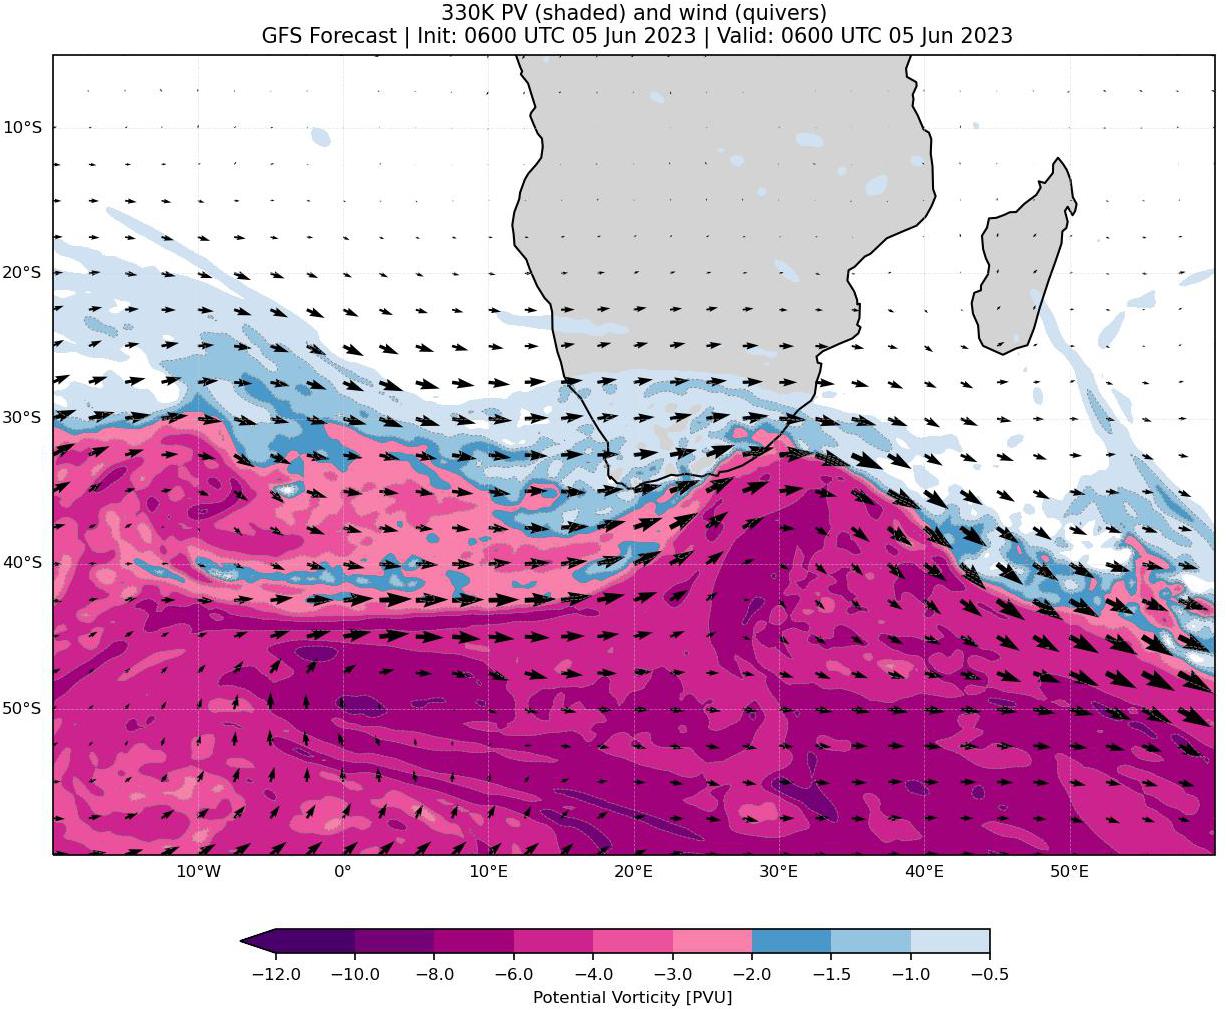 330K PV (shaded) and wind (quivers)
GFS Forecast | Init: 0600 UTC 05 Jun 2023 | Valid: 0600 UTC 05 Jun 2023
10°S
20°S
30°S
40°S
50°S
10°W 0° 10°E 20°E 30°E 40°E 50°E
−12.0 −10.0 −8.0 −6.0 −4.0 −3.0 −2.0 −1.5 −1.0 −0.5
Potential Vorticity [PVU]